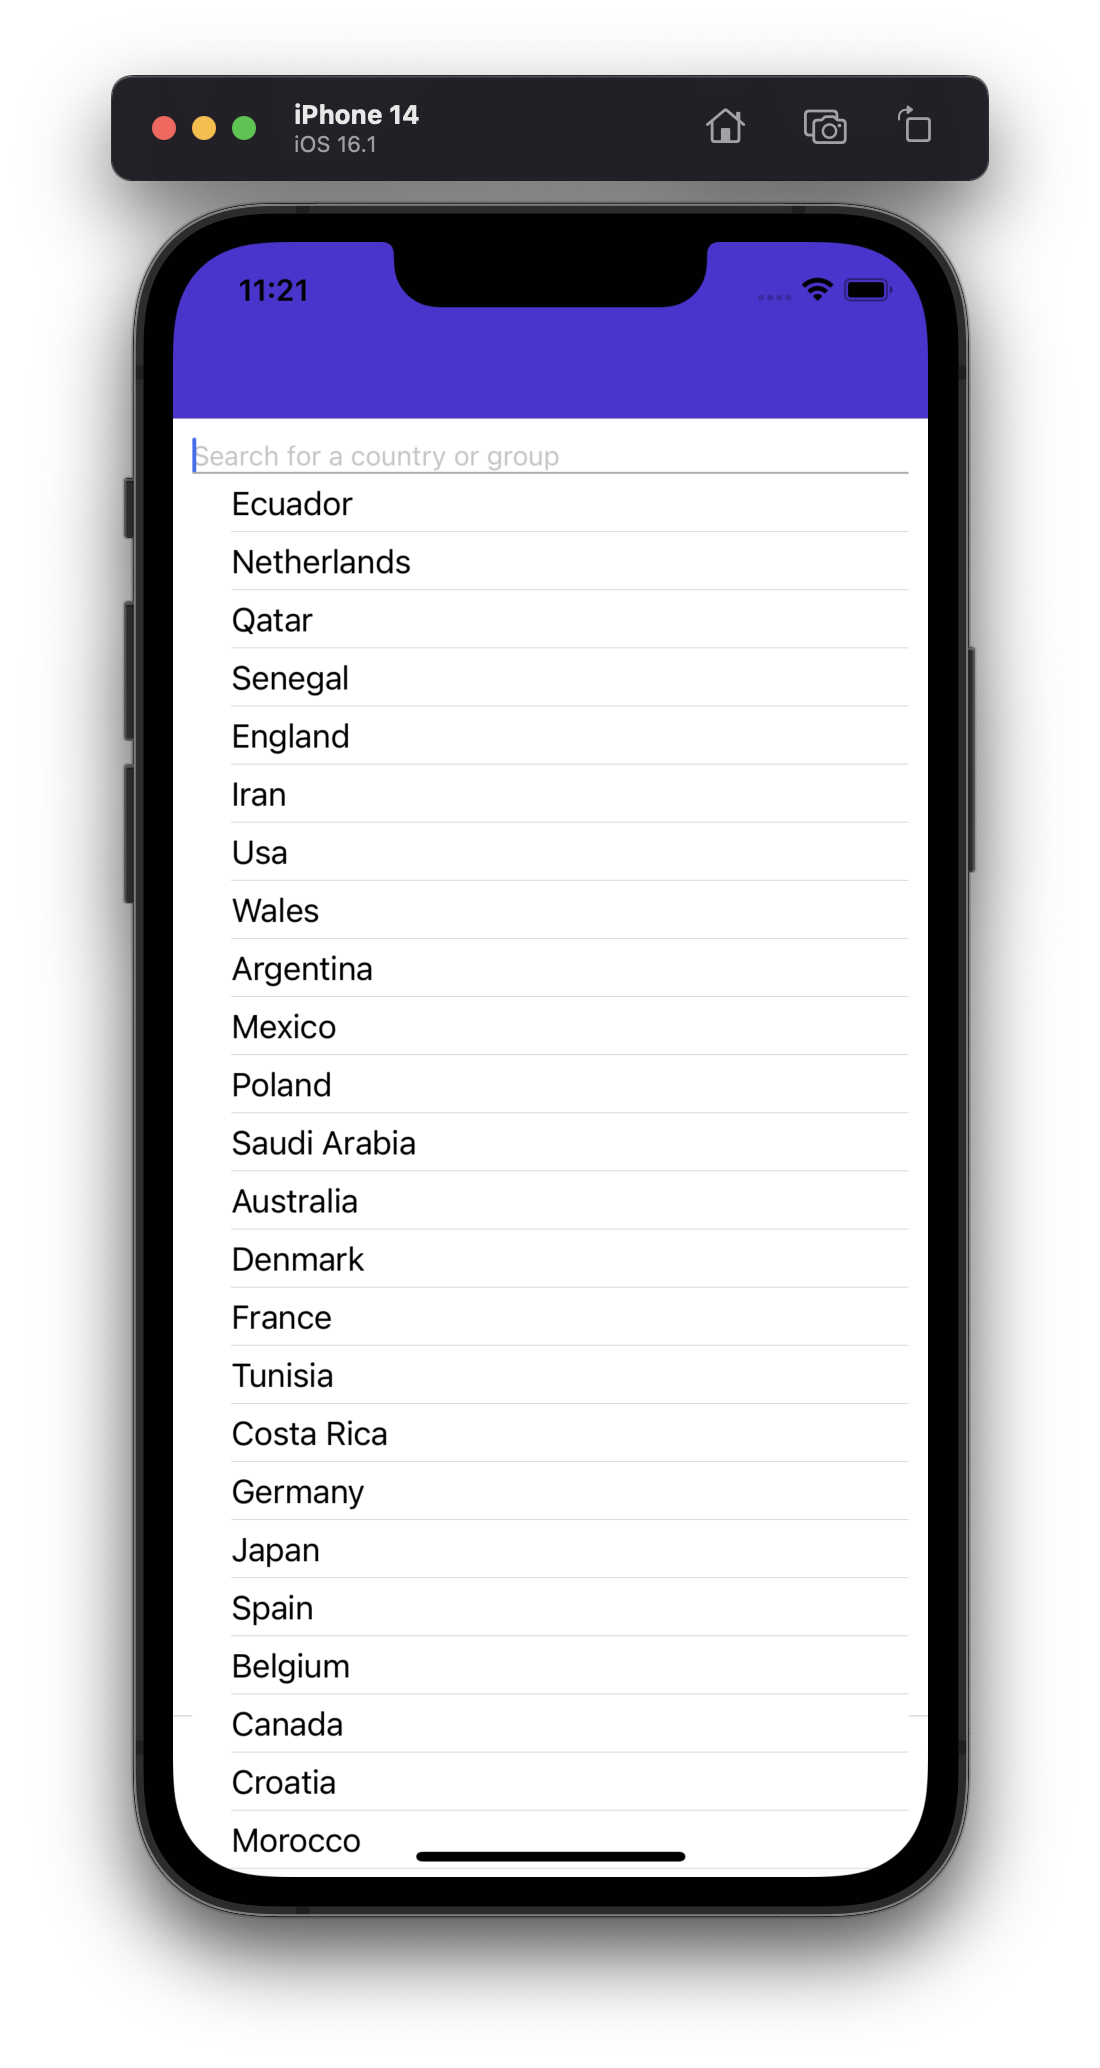 iPhone 14
iOS 16.1
11:21
Search for a country or group
Ecuador
Netherlands
Qatar
Senegal
England
Iran
Usa
Wales
Argentina
Mexico
Poland
Saudi Arabia
Australia
Denmark
France
Tunisia
Costa Rica
Germany
Japan
Spain
Belgium
Canada
Croatia
Morocco